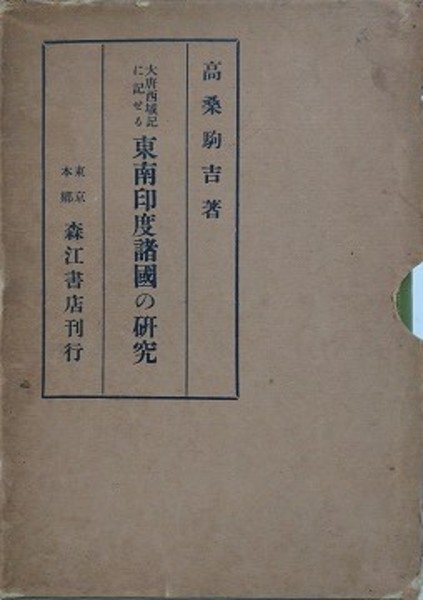 高桑駒吉著
大唐西域記
に記せる
東南印度諸國の研究
東京
本郷
森江書店刊行